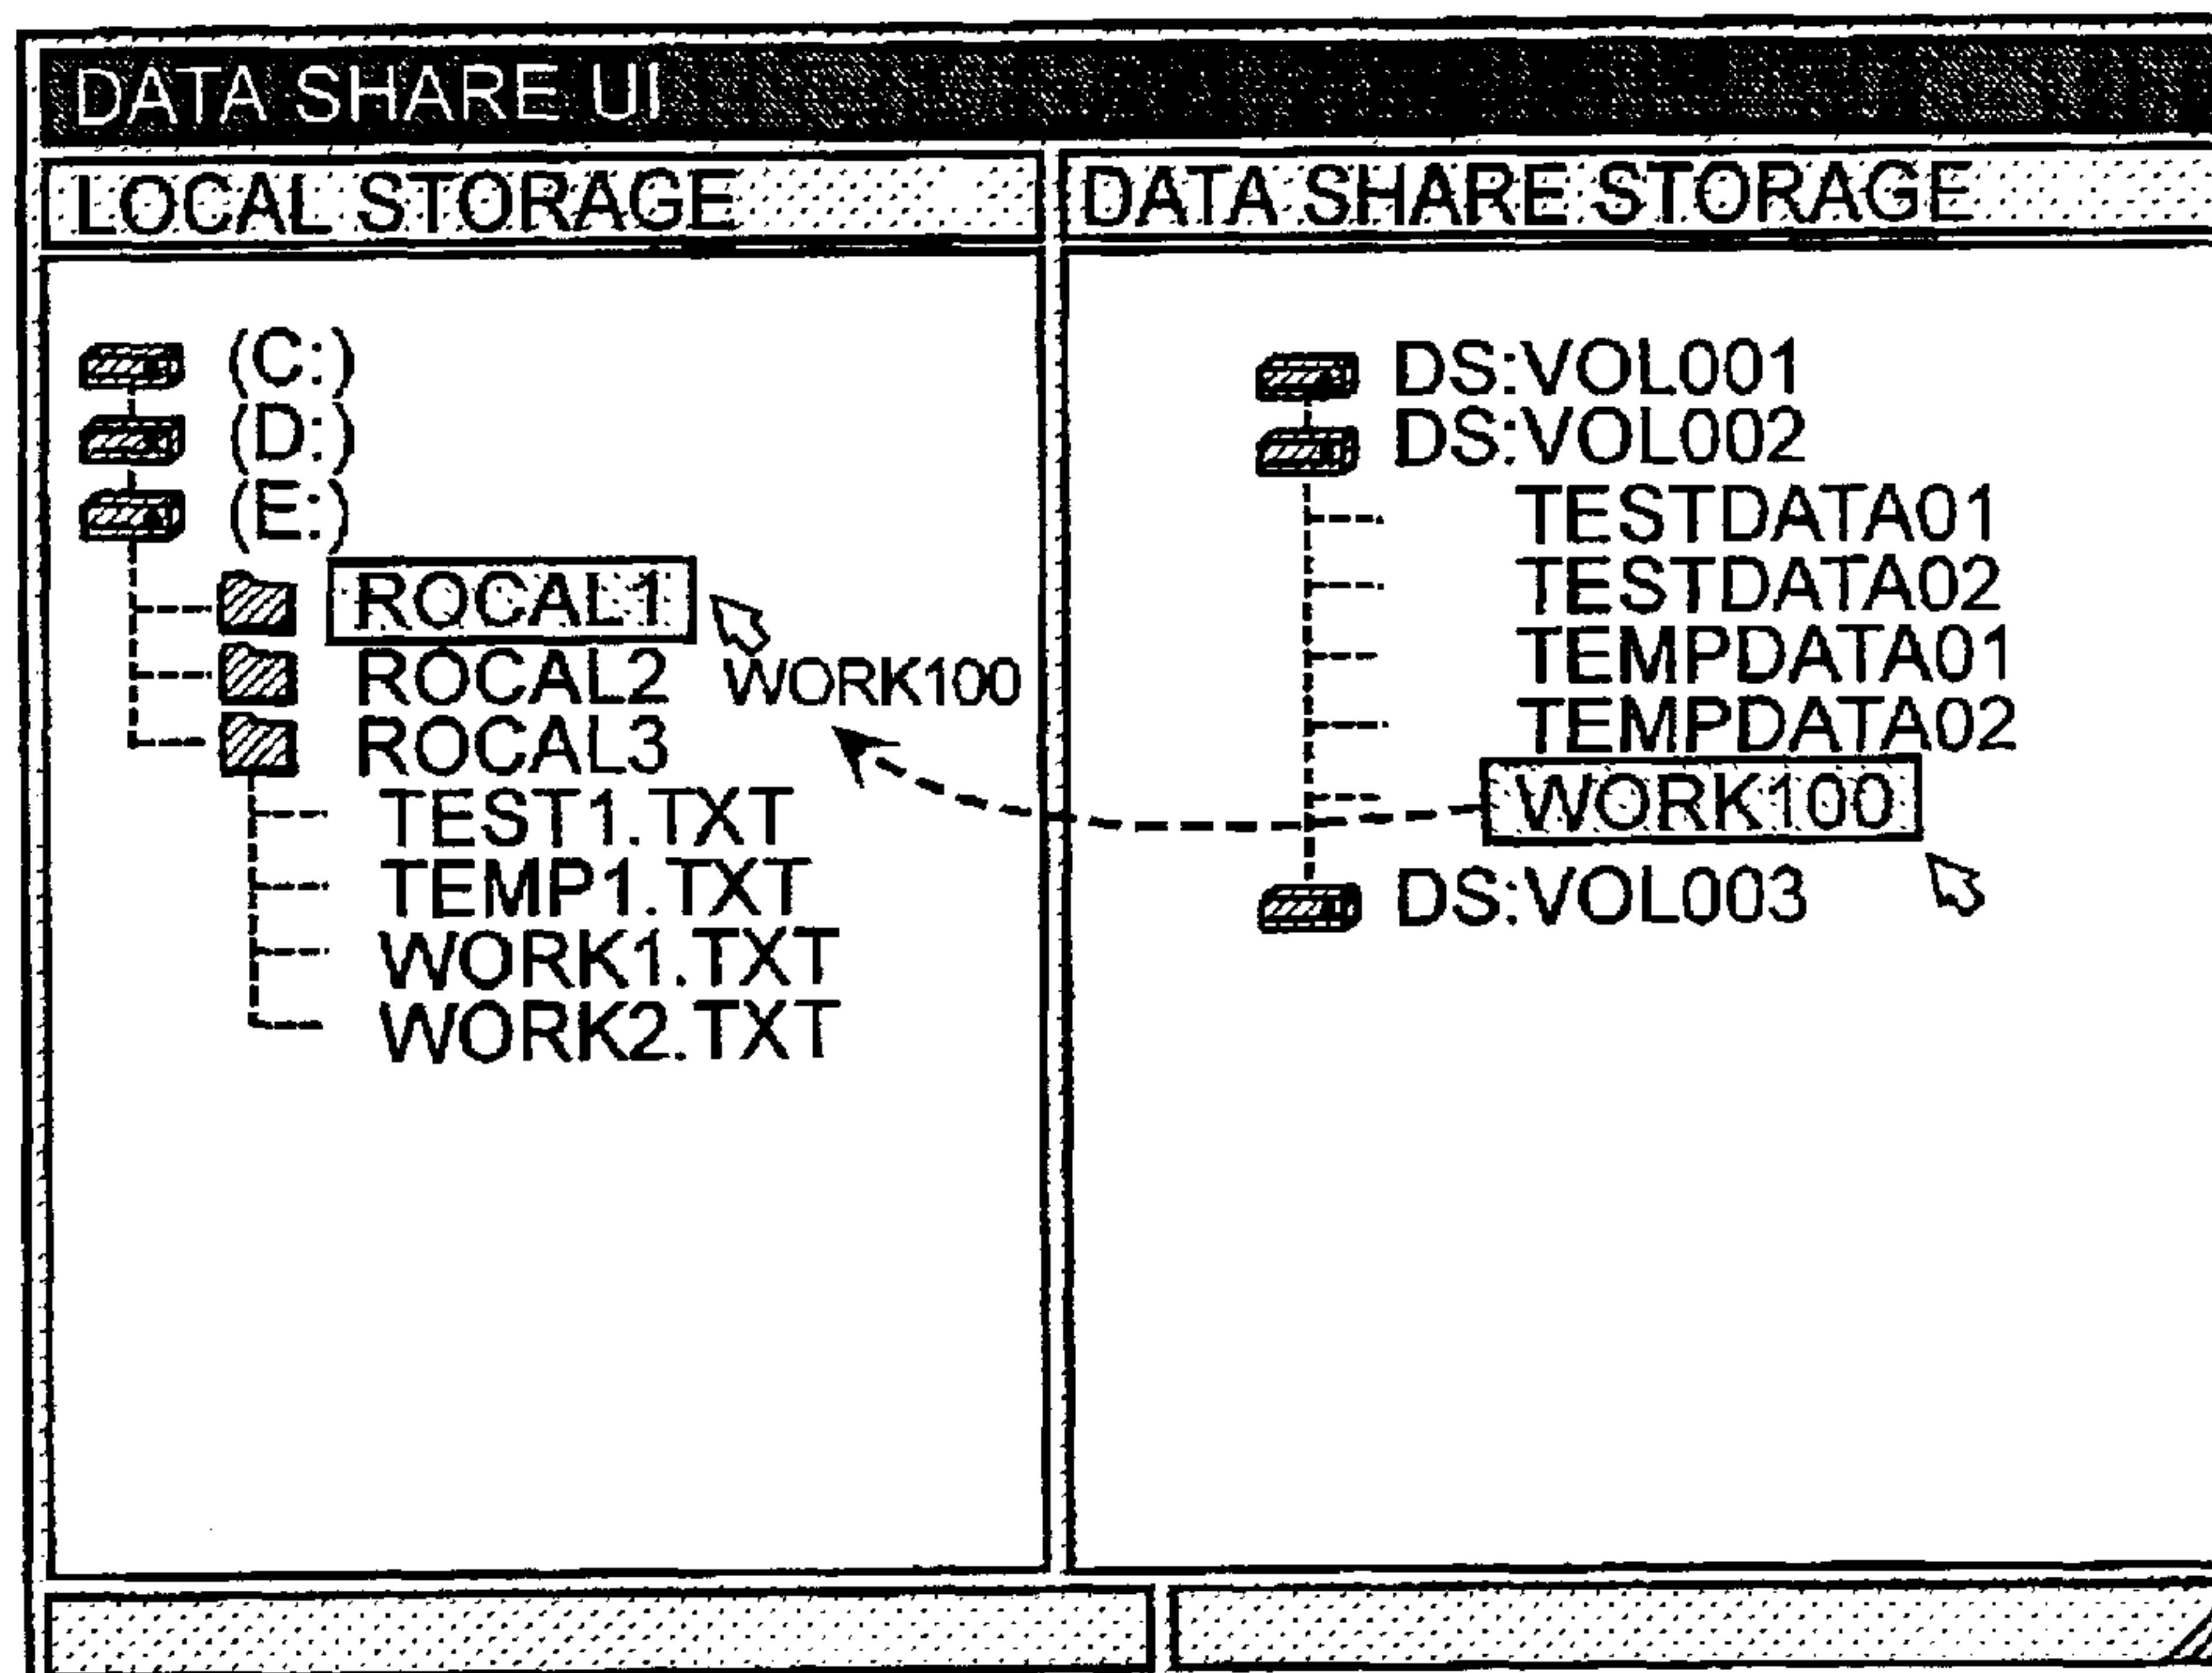 DATA SHARE UI
LOCAL STORAGE
(C:)
(D:)
(E:)
ROCAL1
ROCAL2
WORK100
ROCAL3
TEST1.TXT
TEMP1.TXT
WORK1.TXT
WORK2.TXT
DATA SHARE STORAGE
DS:VOL001
DS:VOL002
TESTDATA01
TESTDATA02
TEMPDATA01
TEMPDATA02
WORK100
DS:VOL003